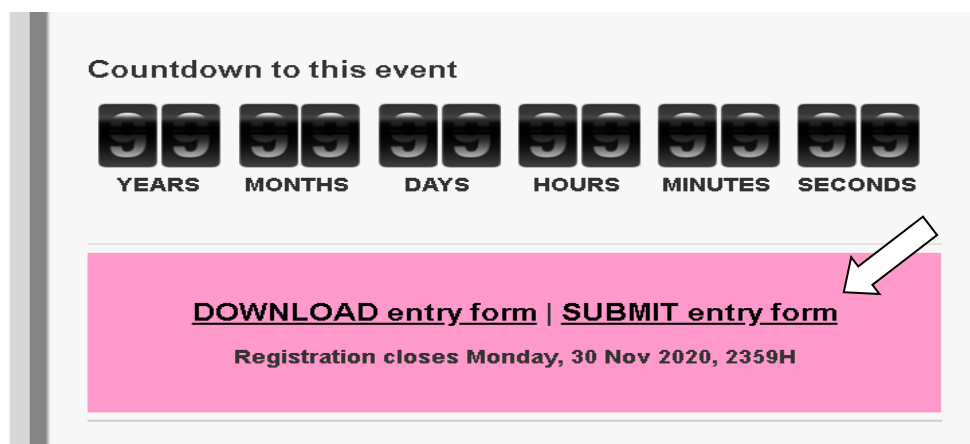 Countdown to this event
99 99 99 99 99 99
YEARS MONTHS DAYS HOURS MINUTES SECONDS
DOWNLOAD entry form | SUBMIT entry form
Registration closes Monday, 30 Nov 2020, 2359H